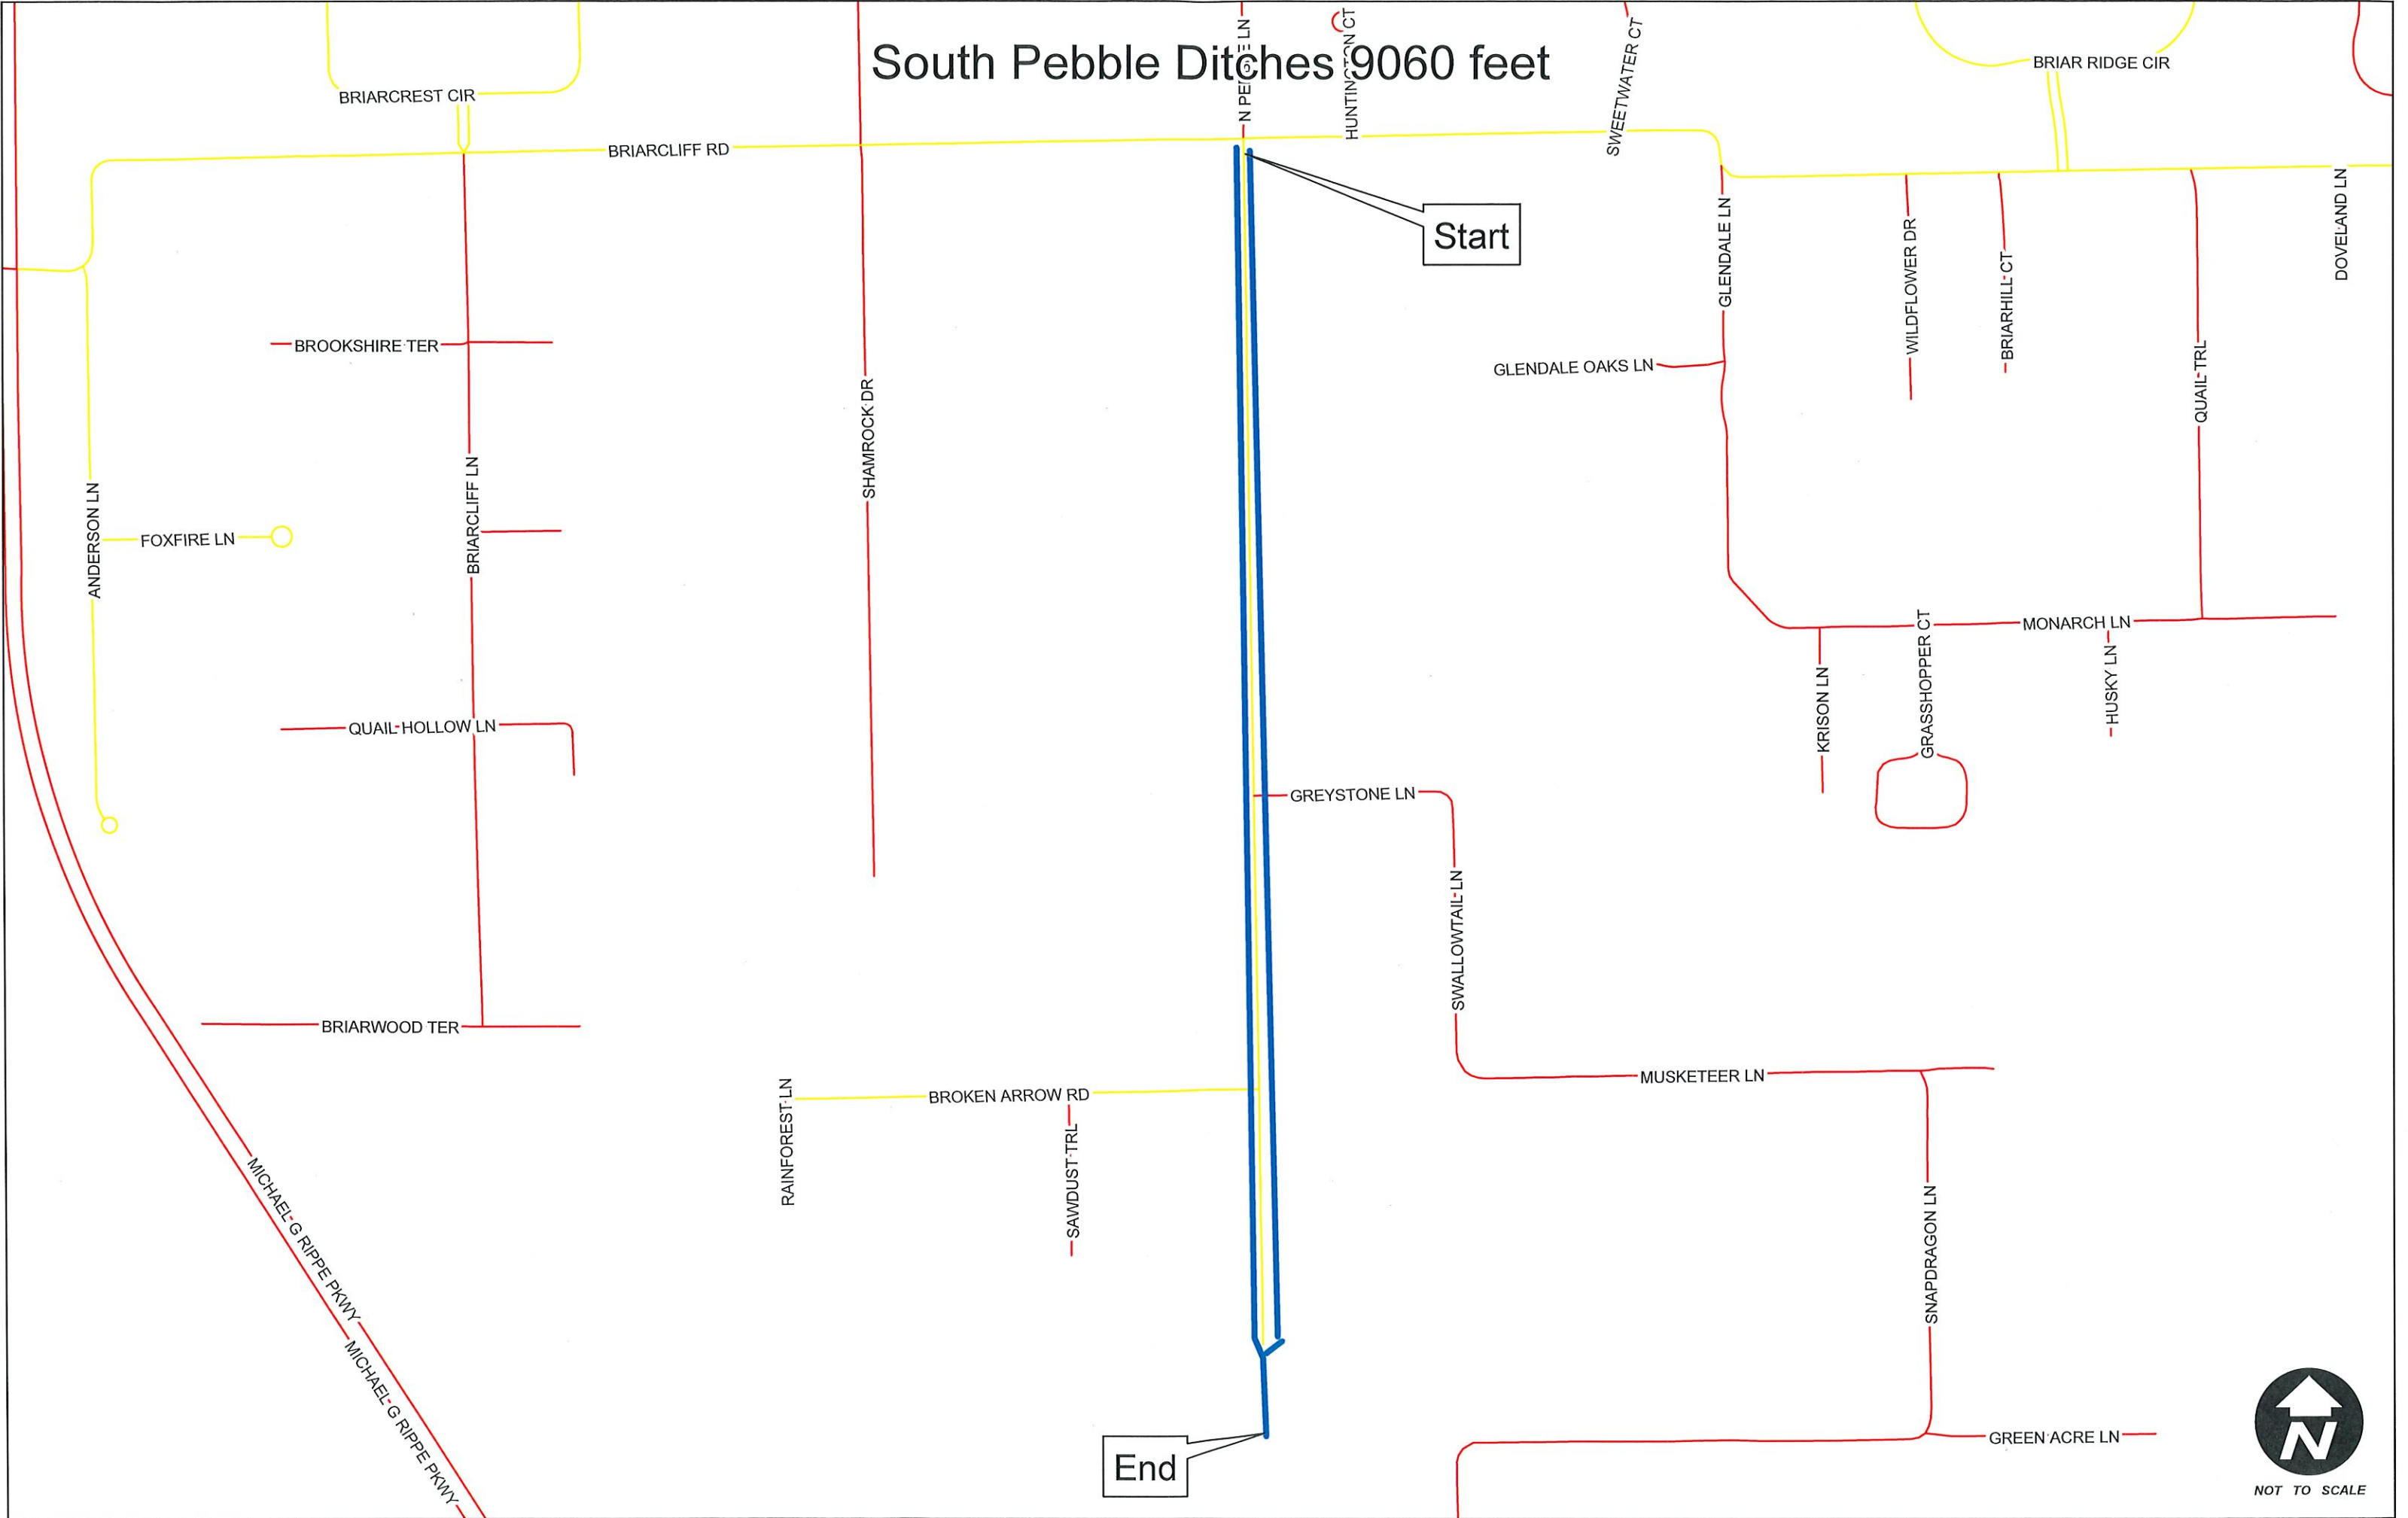 South Pebble Ditches 9060 feet
HUNTINGTON CT
SWEETWATER CT
BRIAR RIDGE CIR
BRIARCREST CIR
BRIARCLIFF RD
Start
DOVELAND LN
GLENDALE LN
WILDFLOWER DR
BRIARHILL CT
QUAIL TRL
BROOKSHIRE TER
GLENDALE OAKS LN
SHAMROCK DR
ANDERSON LN
FOXFIRE LN
BRIARCLIFF LN
MONARCH LN
GRASSHOPPER CT
KRISON LN
HUSKY LN
QUAIL HOLLOW LN
GREYSTONE LN
SWALLOWTAIL LN
BRIARWOOD TER
MUSKETEER LN
BROKEN ARROW RD
RAINFOREST LN
SAWDUST TRL
MICHAEL G RIPPE PKWY
SNAPDRAGON LN
MICHAEL G RIPPE PKWY
GREEN ACRE LN
End
N
NOT TO SCALE